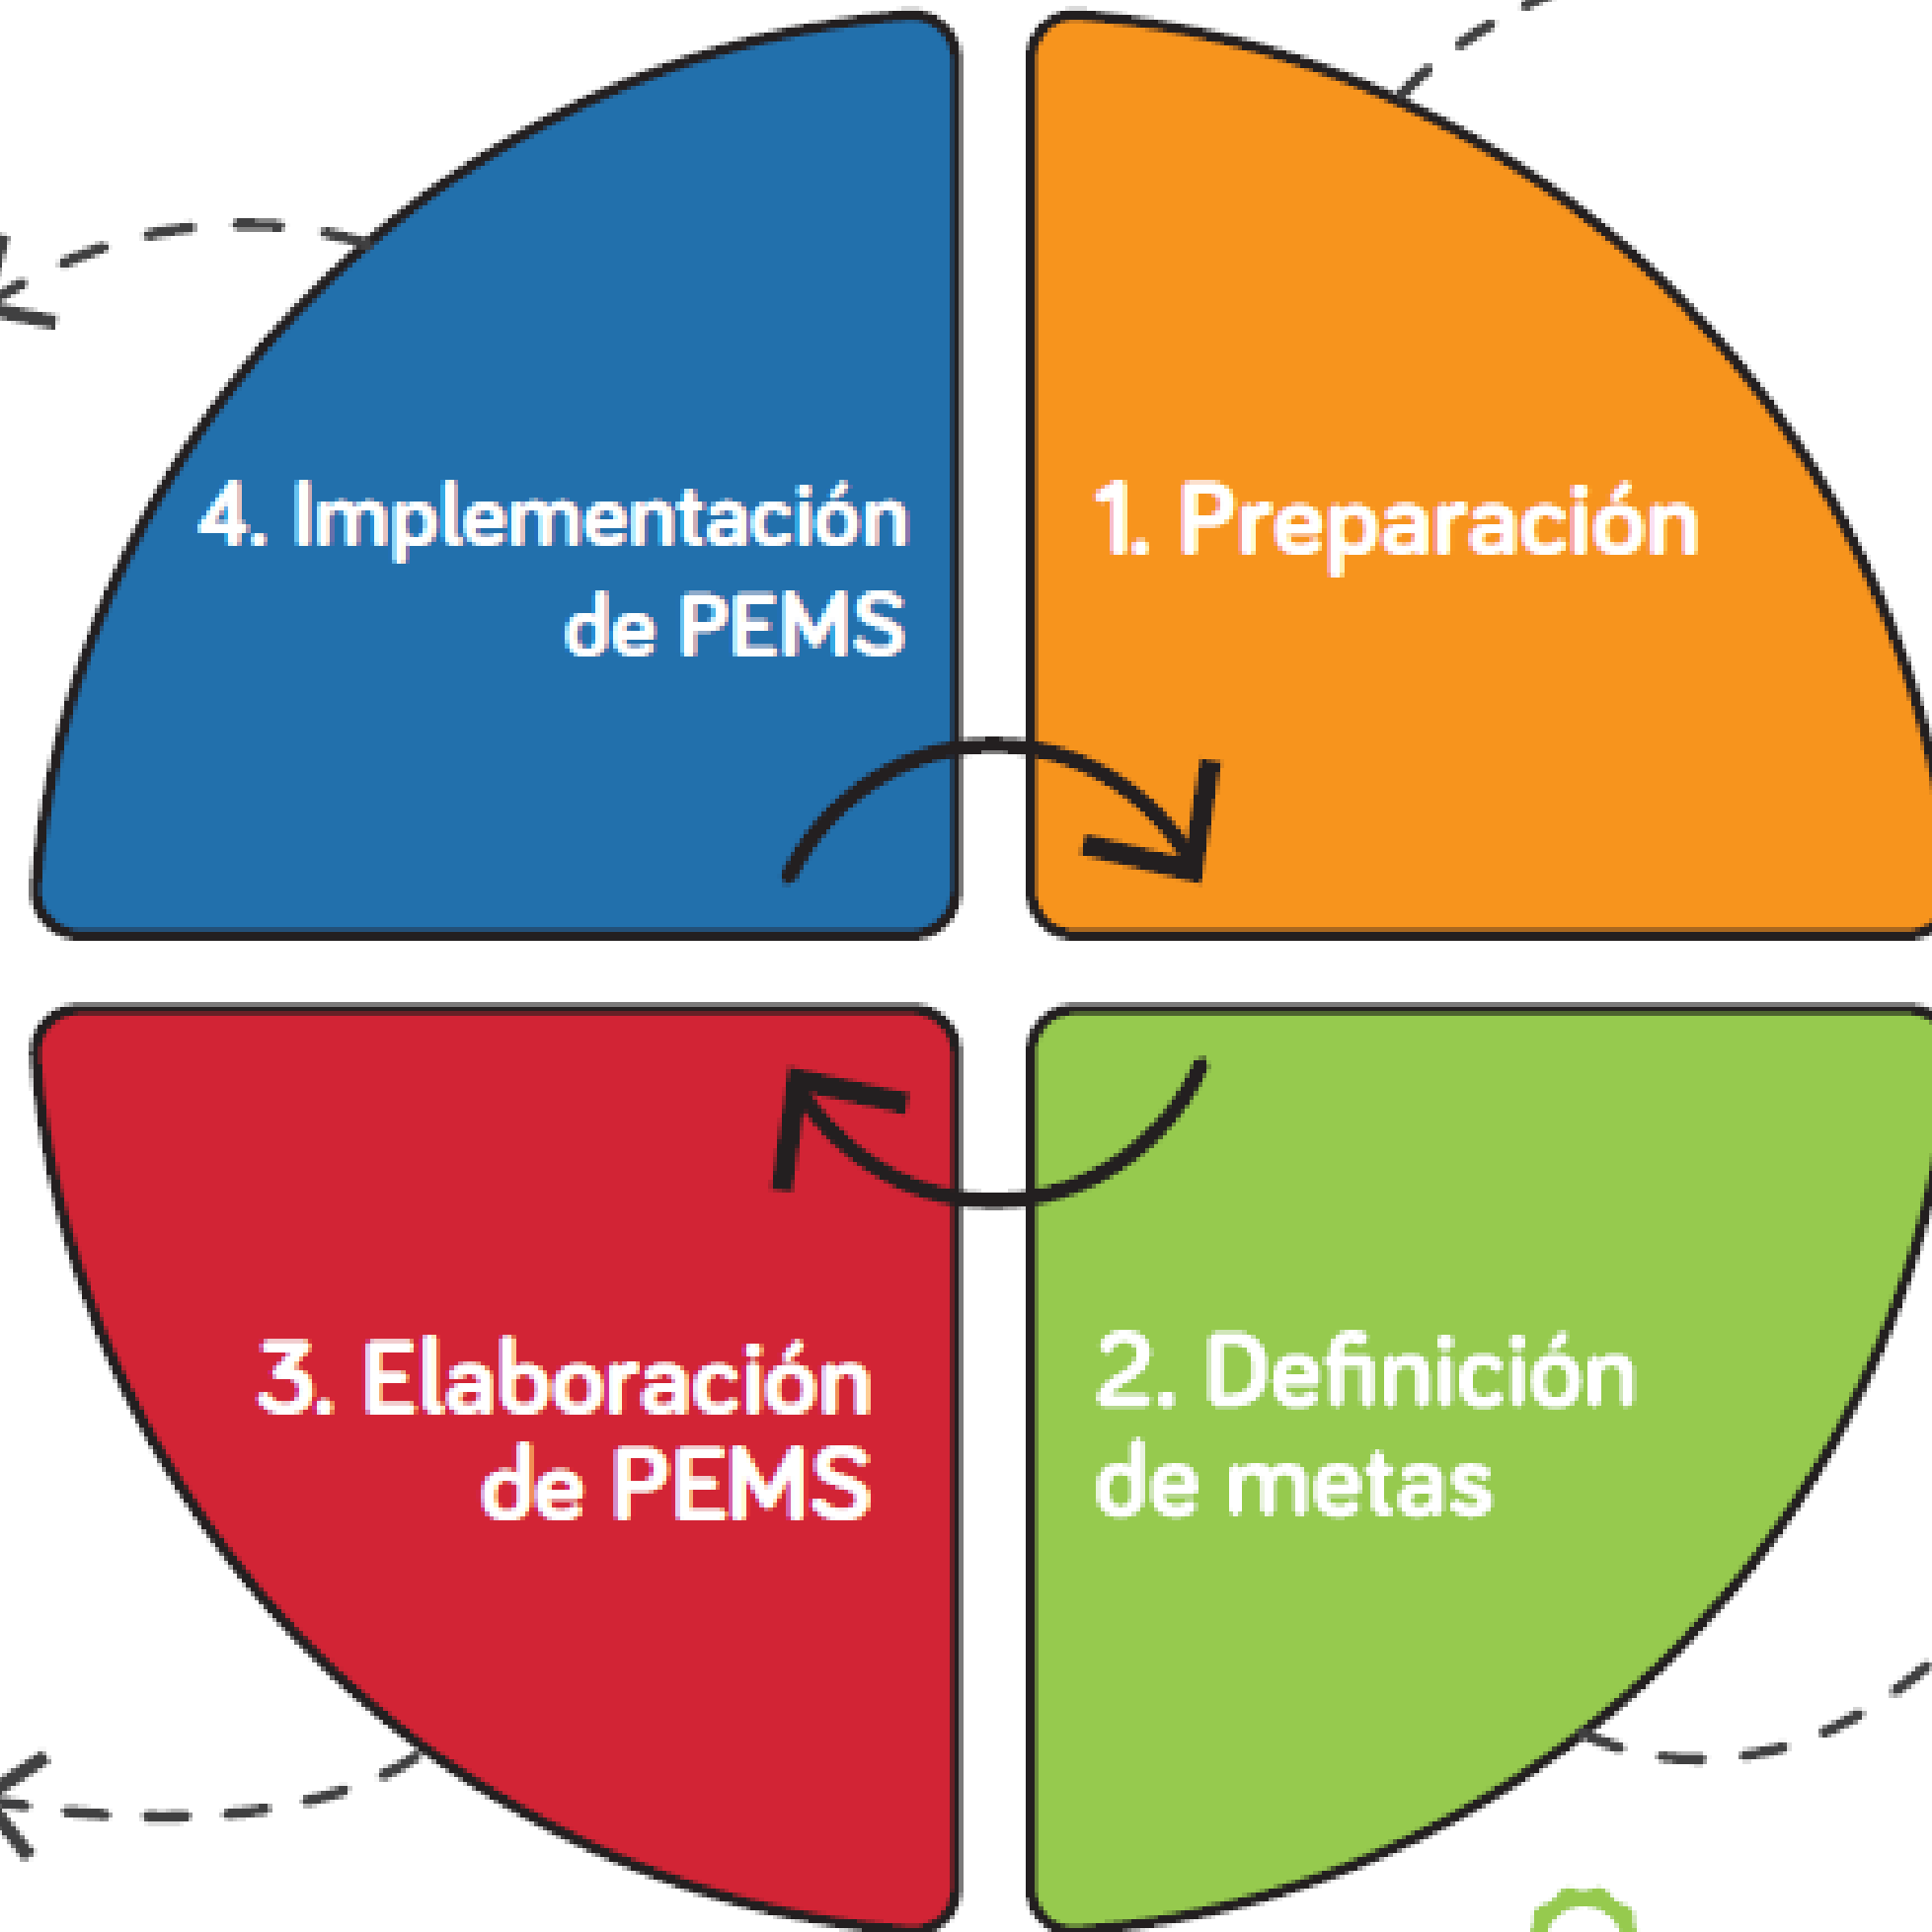 4. Implementación
de PEMS
1. Preparación
3. Elaboración
de PEMS
2. Definición
de metas